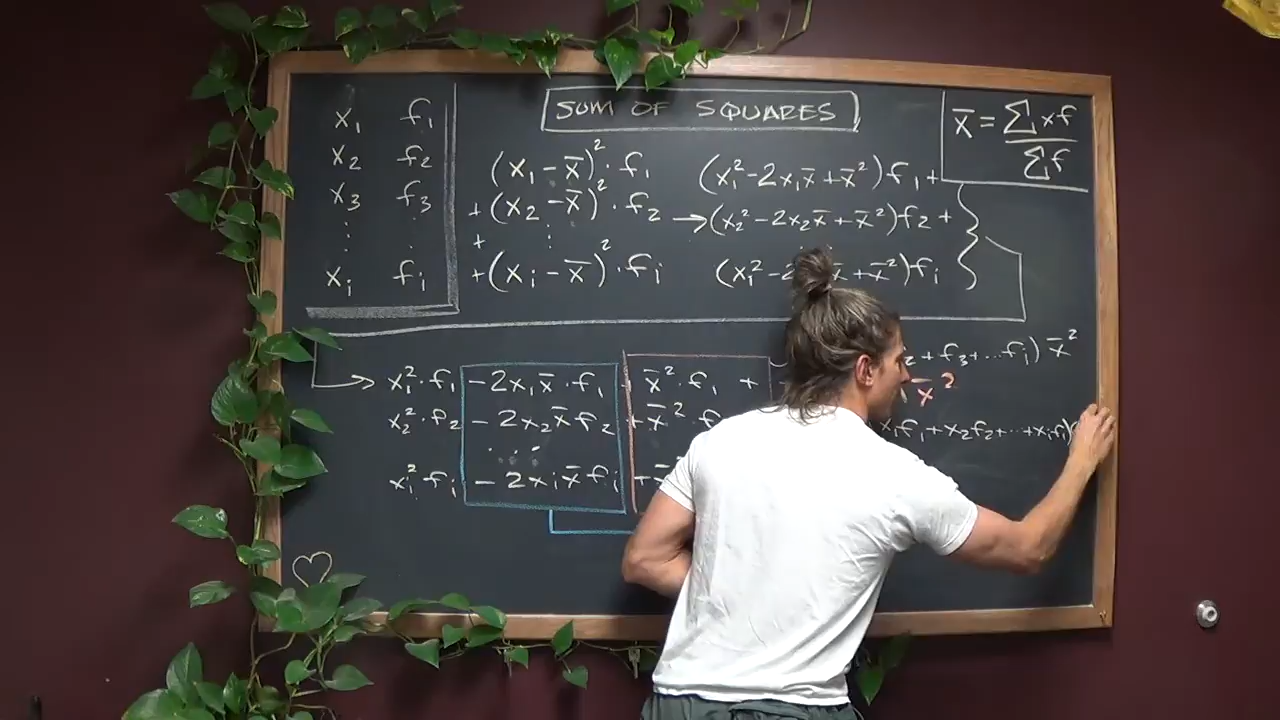 SUM OF SQUARES
x₁ f₁
x₂ f₂
x₃ f₃
⋮ ⋮
xᵢ fᵢ
(x₁ - x̄)² · f₁
+ (x₂ - x̄)² · f₂ →
+ ⋮
+ (xᵢ - x̄)² · fᵢ
(x₁² - 2x₁x̄ + x̄²) f₁ +
(x₂² - 2x₂x̄ + x̄²) f₂ +
(xᵢ² - 2 x̄ + x̄²) fᵢ
x̄ = Σxf / Σf
→ x₁² · f₁ - 2x₁x̄ · f₁ x̄² · f₁ +
x₂² · f₂ - 2x₂x̄f₂ + x̄²
...
xᵢ² · fᵢ - 2xᵢx̄fᵢ +
+ f₃ + ... fᵢ) x̄²
x̄²
x₁f₁ + x₂f₂ + ... + xᵢfᵢ)